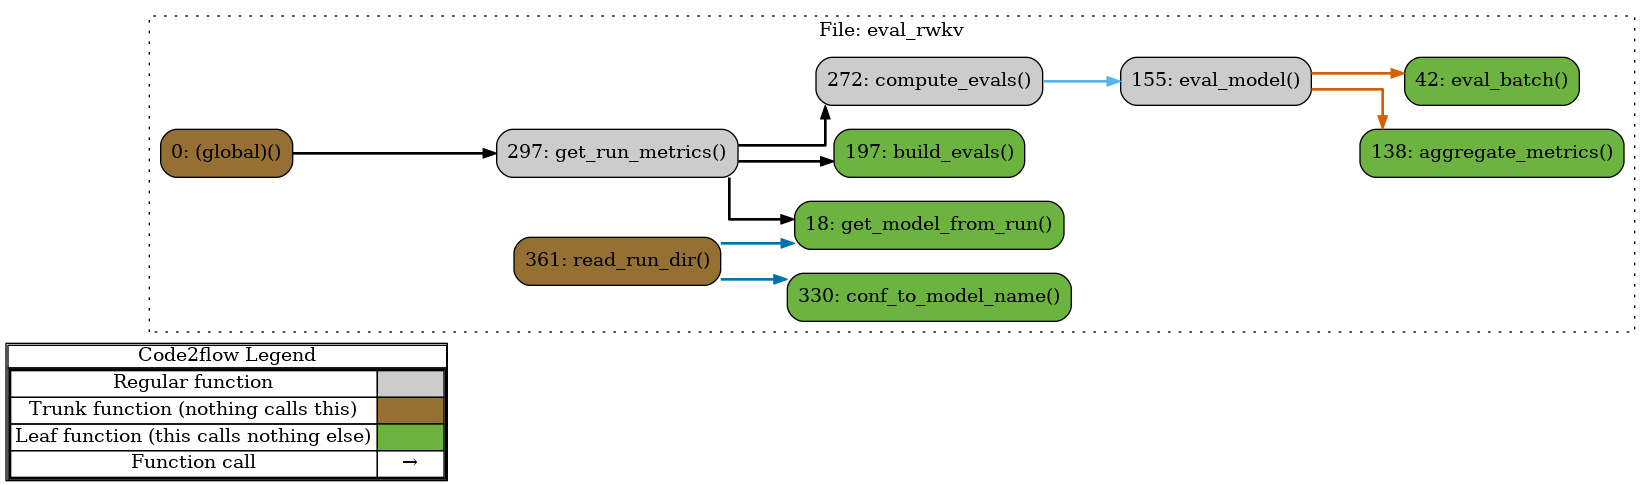 File: eval_rwkv
272: compute_evals()
155: eval_model()
42: eval_batch()
0: (global)()
297: get_run_metrics()
197: build_evals()
138: aggregate_metrics()
18: get_model_from_run()
361: read_run_dir()
330: conf_to_model_name()
Code2flow Legend
Regular function
Trunk function (nothing calls this)
Leaf function (this calls nothing else)
Function call →